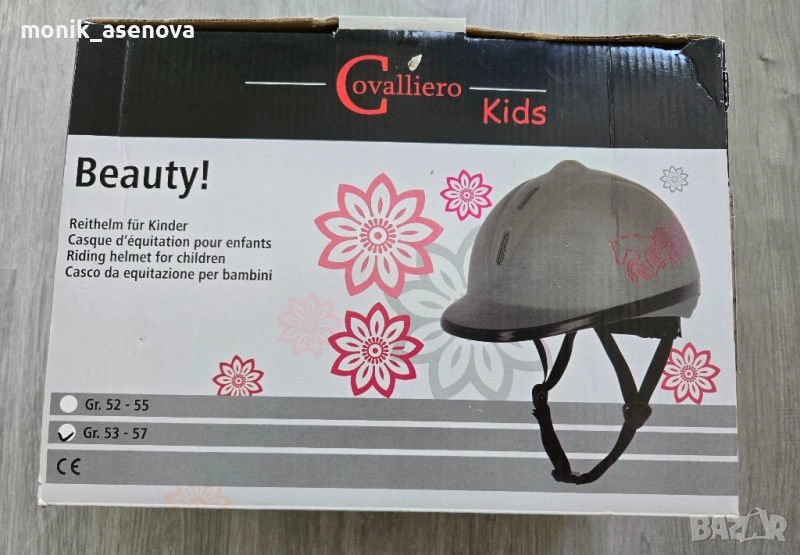 monik_asenova
Covalliero
Kids
Beauty!
Reithelm für Kinder
Casque d'équitation pour enfants
Riding helmet for children
Casco da equitazione per bambini
Gr. 52 - 55
Gr. 53 - 57
CE
BAZAR